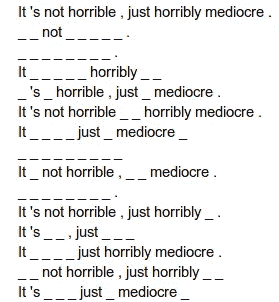 It 's not horrible , just horribly mediocre .
_ _ not _ _ _ _ _ .
_ _ _ _ _ _ _ _ .
It _ _ _ _ _ horribly _ _
_ 's _ horrible , just _ mediocre .
It 's not horrible _ _ horribly mediocre .
It _ _ _ _ just _ mediocre _
_ _ _ _ _ _ _ _ _
It _ not horrible , _ _ mediocre .
_ _ _ _ _ _ _ _ .
It 's not horrible , just horribly _ .
It 's _ _ , just _ _ _
It _ _ _ _ just horribly mediocre .
_ _ not horrible , just horribly _ _
It 's _ _ _ just _ mediocre _